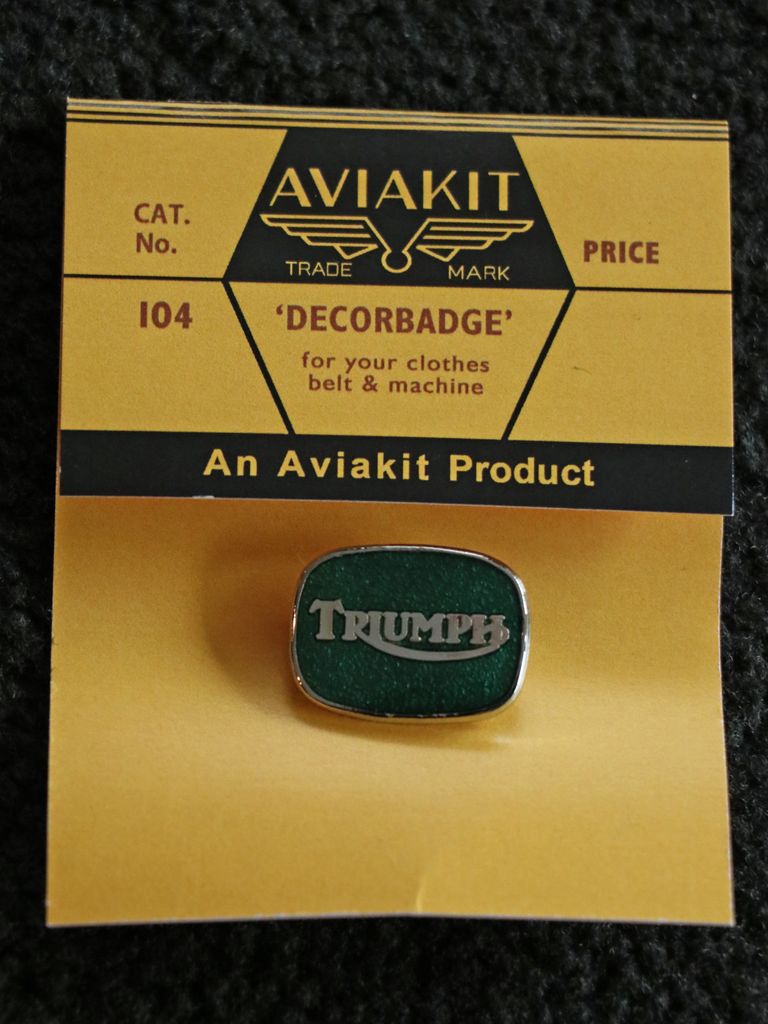 AVIAKIT
TRADE MARK
CAT.
No.
PRICE
104
'DECORBADGE'
for your clothes
belt & machine
An Aviakit Product
TRIUMPH